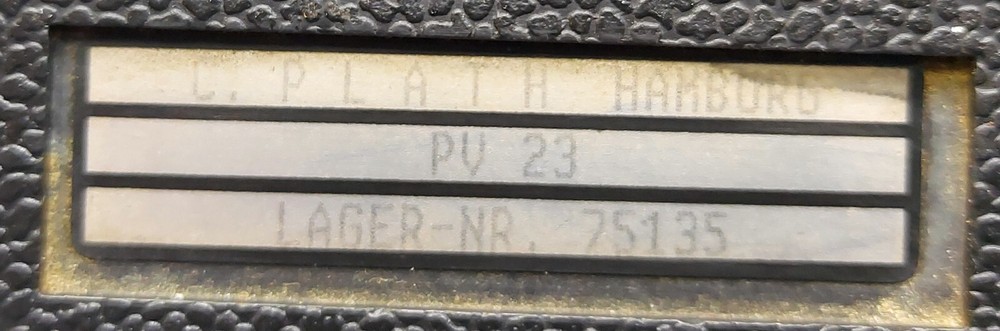 C. P L A T H HAMBURG
PV 23
LAGER-NR. 75135